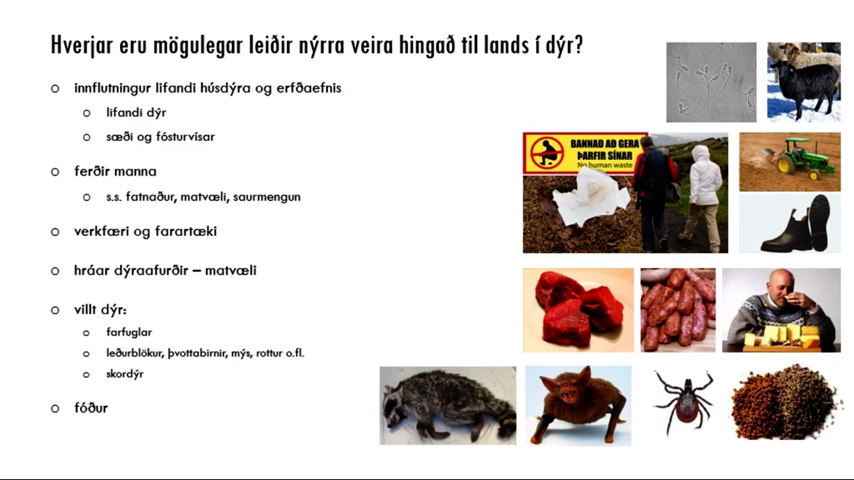 Hverjar eru mögulegar leiðir nýrra veira hingað til lands í dýr?
innflutningur lifandi húsdýra og erfðaefnis
lifandi dýr
sæði og fósturvísar
ferðir manna
s.s. fatnaður, matvæli, saurmengun
verkfæri og farartæki
hráar dýraafurðir – matvæli
villt dýr:
farfuglar
leðurblökur, þvottabirnir, mýs, rottur o.fl.
skordýr
fóður
BANNAÐ AÐ GERA
ÞARFIR SÍNAR
No human waste